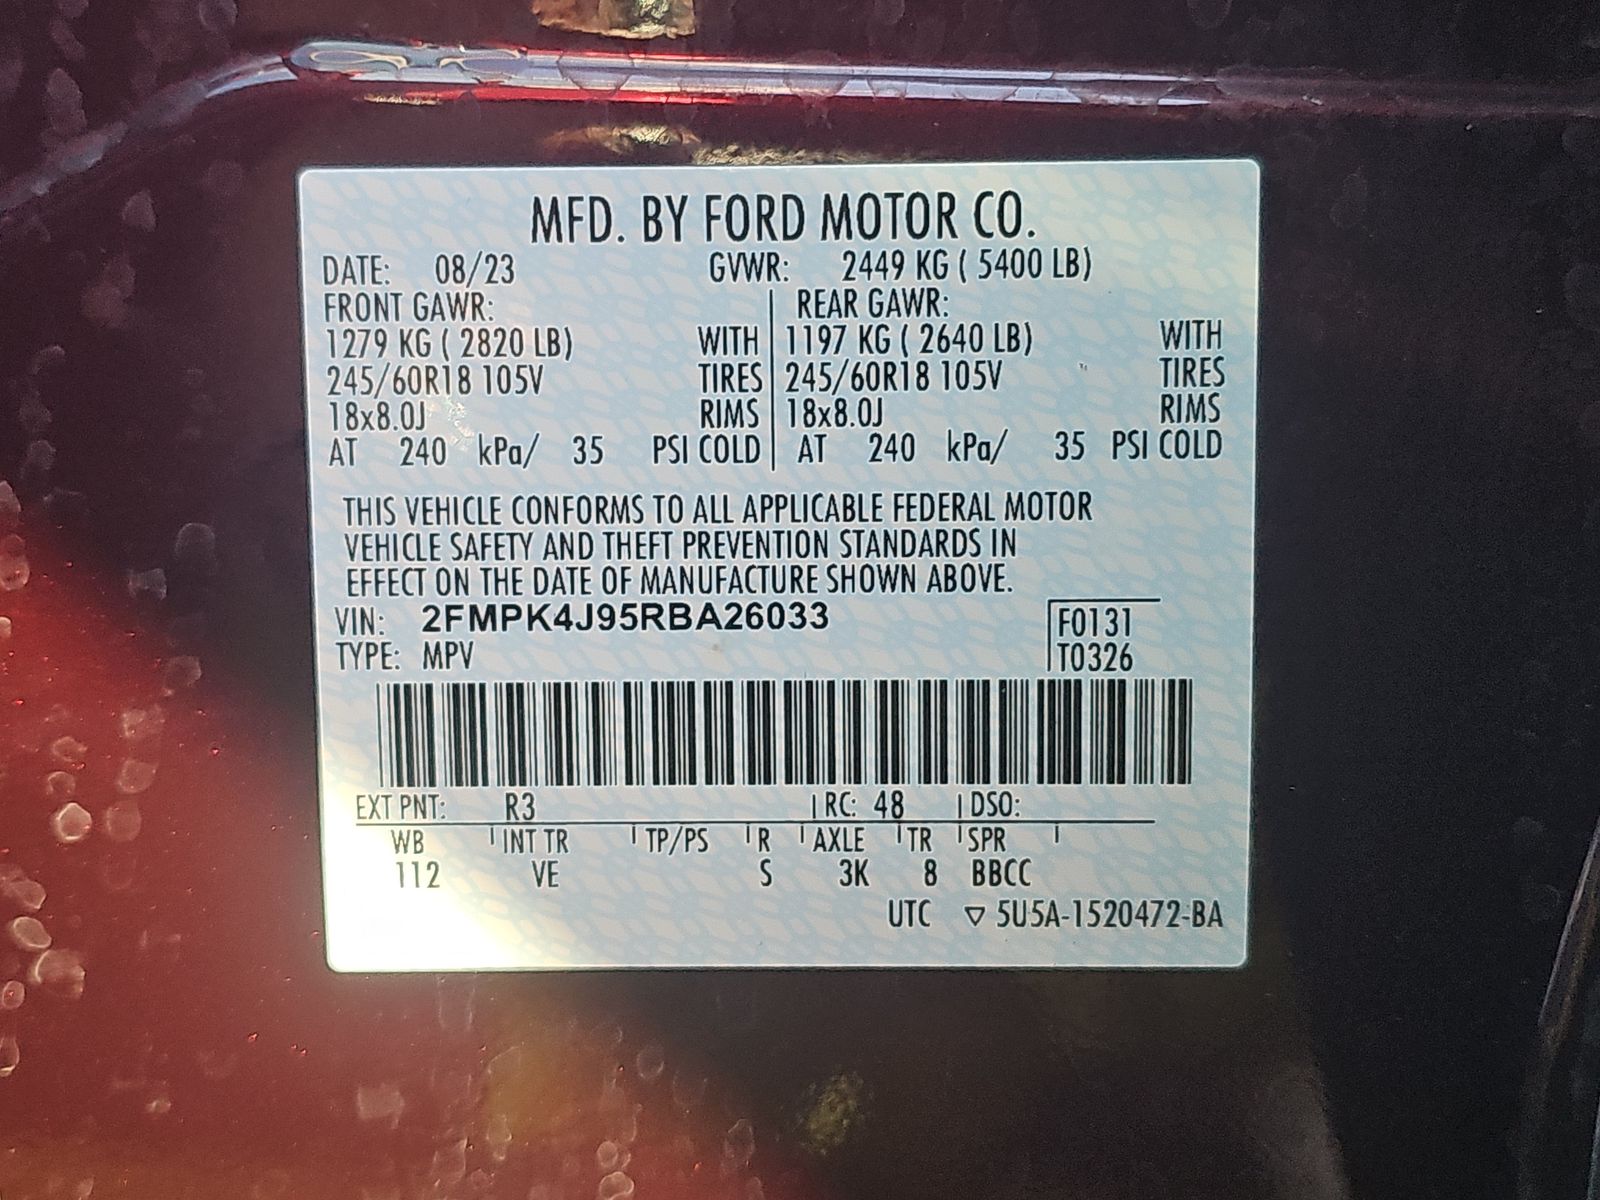 MFD. BY FORD MOTOR CO.
DATE: 08/23 GVWR: 2449 KG ( 5400 LB)
FRONT GAWR: REAR GAWR:
1279 KG ( 2820 LB) WITH 1197 KG ( 2640 LB) WITH
245/60R18 105V TIRES 245/60R18 105V TIRES
18x8.0J RIMS 18x8.0J RIMS
AT 240 kPa/ 35 PSI COLD AT 240 kPa/ 35 PSI COLD
THIS VEHICLE CONFORMS TO ALL APPLICABLE FEDERAL MOTOR
VEHICLE SAFETY AND THEFT PREVENTION STANDARDS IN
EFFECT ON THE DATE OF MANUFACTURE SHOWN ABOVE.
VIN: 2FMPK4J95RBA26033 F0131
TYPE: MPV T0326
EXT PNT: R3 RC: 48 DSO:
WB INT TR TP/PS R AXLE TR SPR
112 VE S 3K 8 BBCC
UTC ▽ 5U5A-1520472-BA